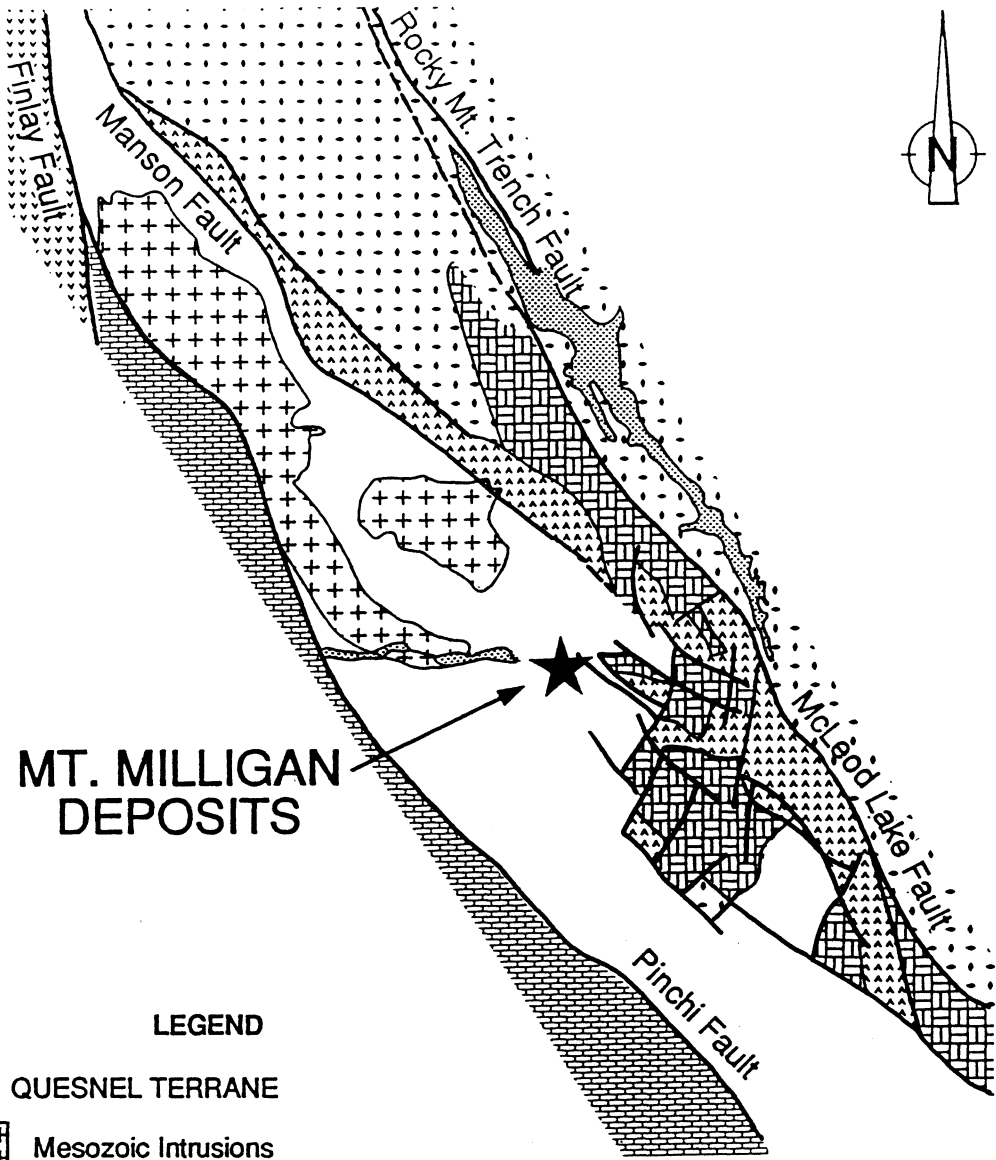 Finlay Fault
Manson Fault
Rocky Mt. Trench Fault
N
MT. MILLIGAN
DEPOSITS
McLeod Lake Fault
Pinchi Fault
LEGEND
QUESNEL TERRANE
Mesozoic Intrusions